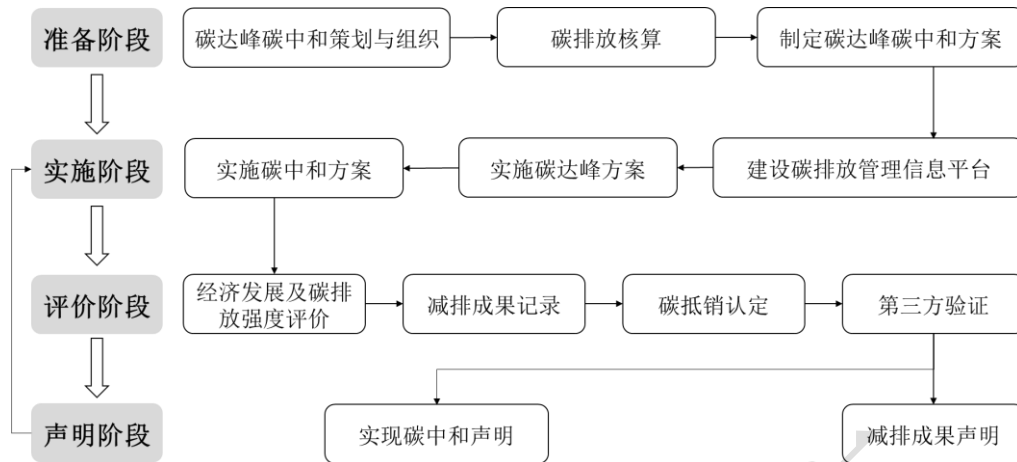 准备阶段
碳达峰碳中和策划与组织
碳排放核算
制定碳达峰碳中和方案
实施阶段
实施碳中和方案
实施碳达峰方案
建设碳排放管理信息平台
评价阶段
经济发展及碳排
放强度评价
减排成果记录
碳抵销认定
第三方验证
声明阶段
实现碳中和声明
减排成果声明